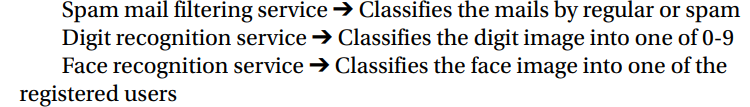 Spam mail filtering service ➔ Classifies the mails by regular or spam
Digit recognition service ➔ Classifies the digit image into one of 0-9
Face recognition service ➔ Classifies the face image into one of the
registered users